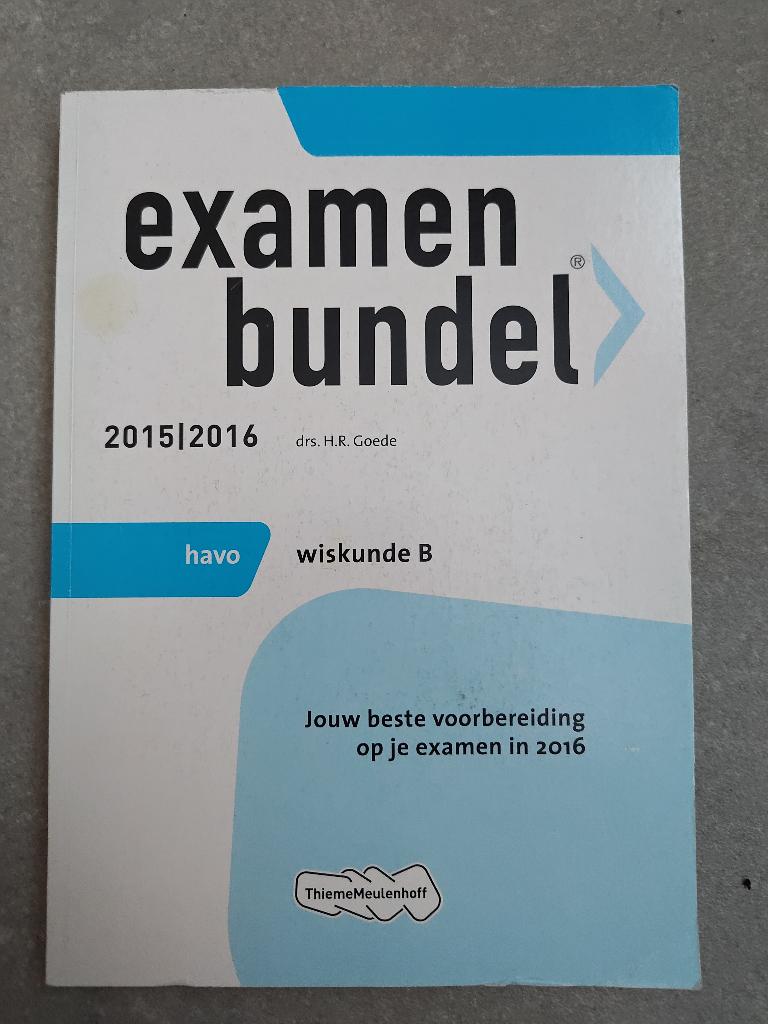 examen
bundel®
2015|2016 drs. H.R. Goede
havo wiskunde B
Jouw beste voorbereiding
op je examen in 2016
ThiemeMeulenhoff